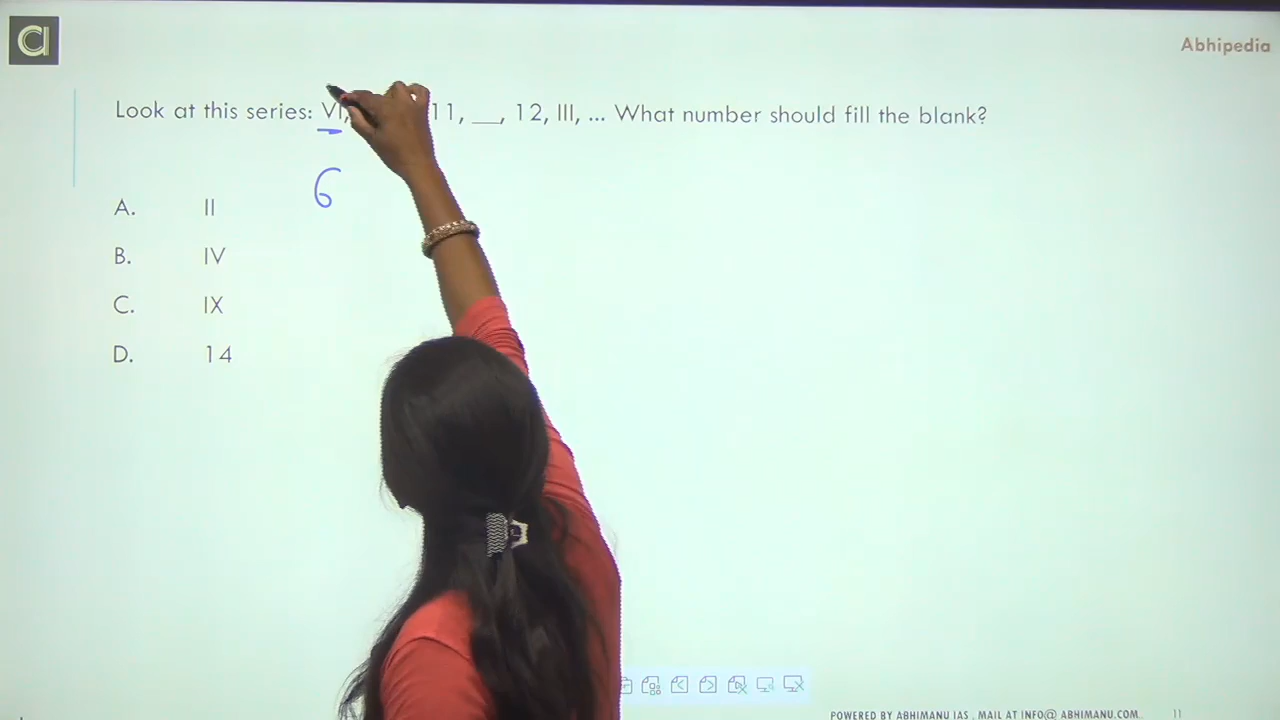 Abhipedia
Look at this series: VI, 11, __, 12, III, ... What number should fill the blank?
6
A. II
B. IV
C. IX
D. 14
POWERED BY ABHIMANU IAS . MAIL AT INFO@ ABHIMANU.COM. 11